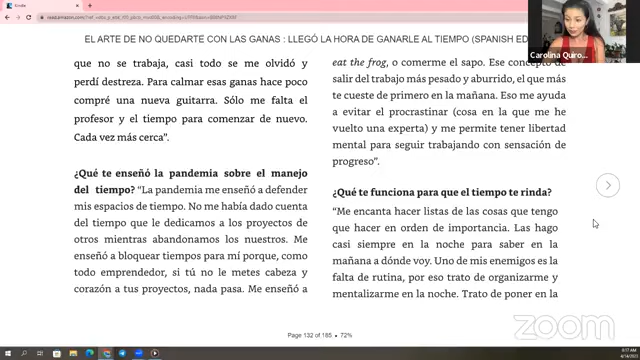 Kindle
EL ARTE DE NO QUEDARTE CON LAS GANAS : LLEGÓ LA HORA DE GANARLE AL TIEMPO (SPANISH ED
que no se trabaja, casi todo se me olvidó y
perdí destreza. Para calmar esas ganas hace poco
compré una nueva guitarra. Sólo me falta el
profesor y el tiempo para comenzar de nuevo.
Cada vez más cerca”.
¿Qué te enseñó la pandemia sobre el manejo
del tiempo? “La pandemia me enseñó a defender
mis espacios de tiempo. No me había dado cuenta
del tiempo que le dedicamos a los proyectos de
otros mientras abandonamos los nuestros. Me
enseñó a bloquear tiempos para mí porque, como
todo emprendedor, si tú no le metes cabeza y
corazón a tus proyectos, nada pasa. Me enseñó a
eat the frog, o comerme el sapo. Ese concepto de
salir del trabajo más pesado y aburrido, el que más
te cueste de primero en la mañana. Eso me ayuda
a evitar el procrastinar (cosa en la que me he
vuelto una experta) y me permite tener libertad
mental para seguir trabajando con sensación de
progreso”.
¿Qué te funciona para que el tiempo te rinda?
“Me encanta hacer listas de las cosas que tengo
que hacer en orden de importancia. Las hago
casi siempre en la noche para saber en la
mañana a dónde voy. Uno de mis enemigos es la
falta de rutina, por eso trato de organizarme y
mentalizarme en la noche. Trato de poner en la
Page 132 of 185 • 72%
Carolina Quiro...
zoom